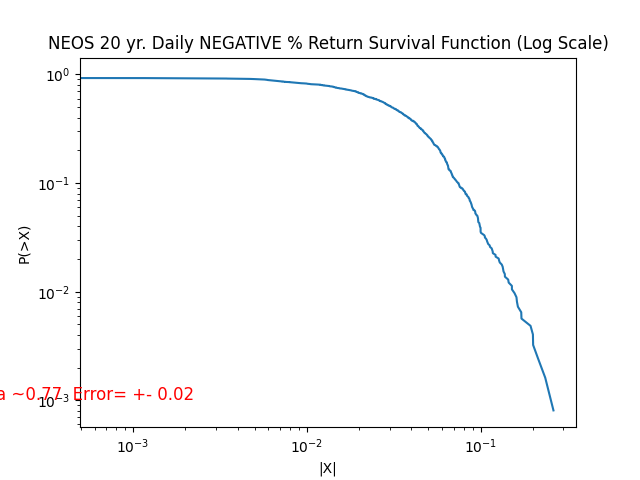 NEOS 20 yr. Daily NEGATIVE % Return Survival Function (Log Scale)
10⁰
10⁻¹
10⁻²
10⁻³
P(>X)
a ~0.77 Error= +- 0.02
10⁻³ 10⁻² 10⁻¹
|X|